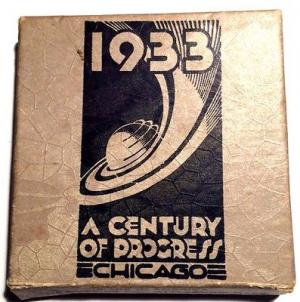 1933
A CENTURY
OF PROGRESS
CHICAGO